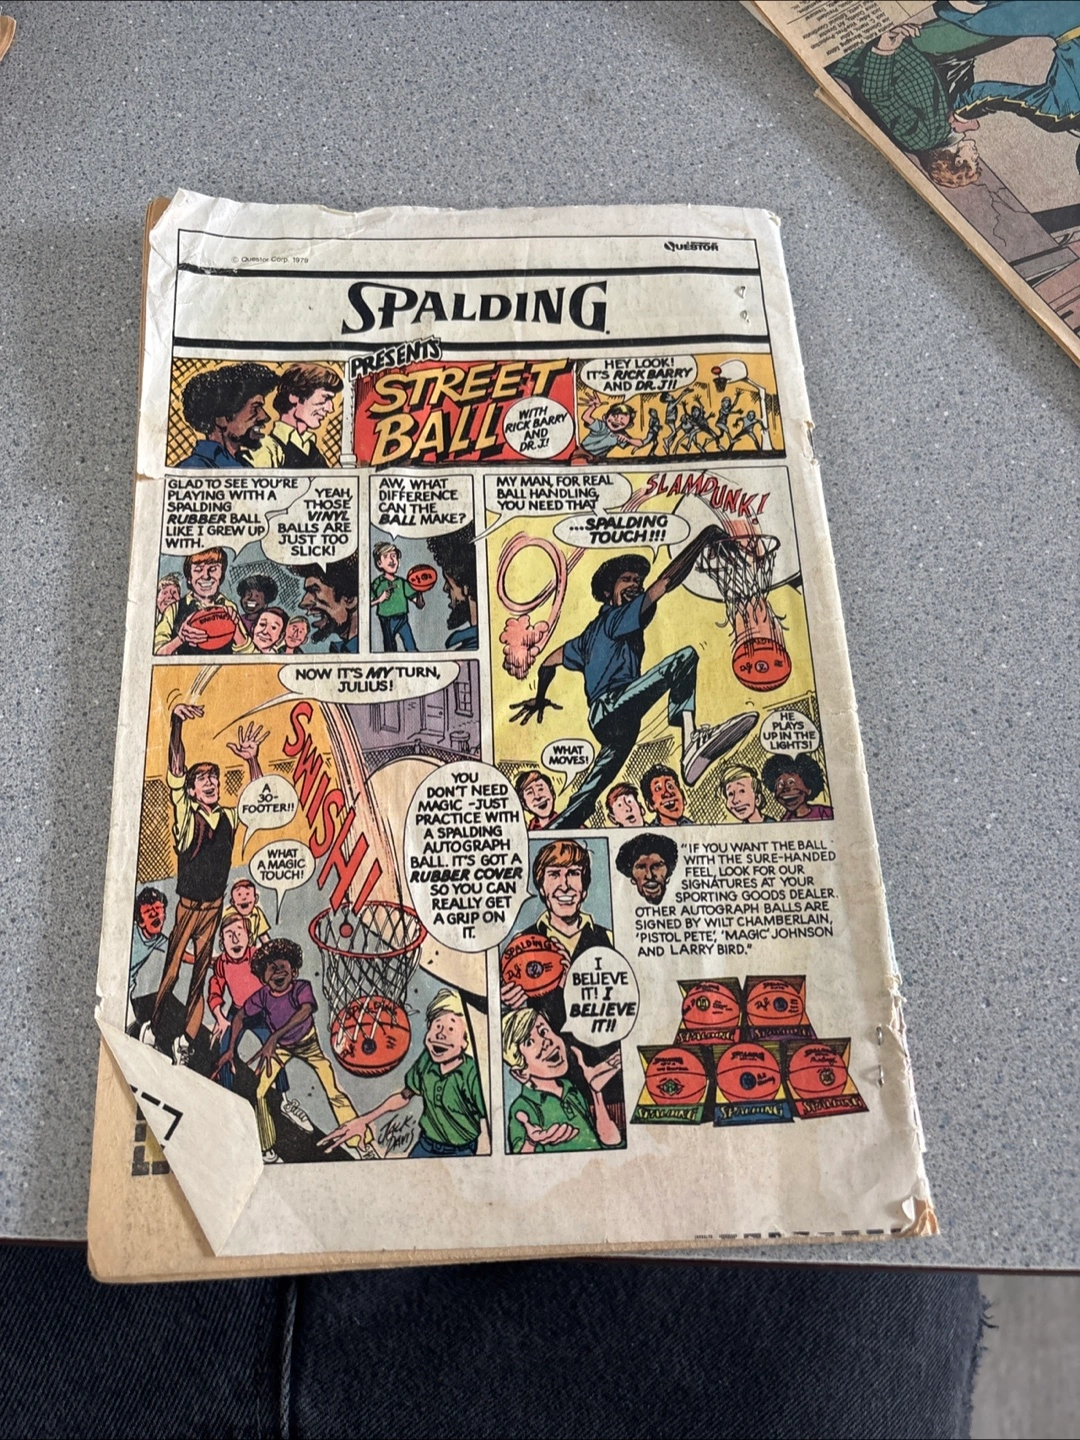 © Questor Corp. 1979
QUESTOR
SPALDING
PRESENTS
STREET
BALL
WITH
RICK BARRY
AND
DR. J!
HEY LOOK!
IT'S RICK BARRY
AND DR. J!!
GLAD TO SEE YOU'RE
PLAYING WITH A
SPALDING
RUBBER BALL
LIKE I GREW UP
WITH.
YEAH,
THOSE
VINYL
BALLS ARE
JUST TOO
SLICK!
AW, WHAT
DIFFERENCE
CAN THE
BALL MAKE?
MY MAN, FOR REAL
BALL HANDLING,
YOU NEED THAT
...SPALDING
TOUCH!!!
SLAMDUNK!
WHAT
MOVES!
HE
PLAYS
UP IN THE
LIGHTS!
NOW IT'S MY TURN,
JULIUS!
SWISH!
A
30-
FOOTER!!
WHAT
A MAGIC
TOUCH!
YOU
DON'T NEED
MAGIC - JUST
PRACTICE WITH
A SPALDING
AUTOGRAPH
BALL. IT'S GOT A
RUBBER COVER
SO YOU CAN
REALLY GET
A GRIP ON
IT.
SPALDING
Jack
Davis
SPALDING
I
BELIEVE
IT! I
BELIEVE
IT!!
"IF YOU WANT THE BALL
WITH THE SURE-HANDED
FEEL, LOOK FOR OUR
SIGNATURES AT YOUR
SPORTING GOODS DEALER.
OTHER AUTOGRAPH BALLS ARE
SIGNED BY WILT CHAMBERLAIN,
'PISTOL PETE', 'MAGIC' JOHNSON
AND LARRY BIRD."
SPALDING
SPALDING
SPALDING